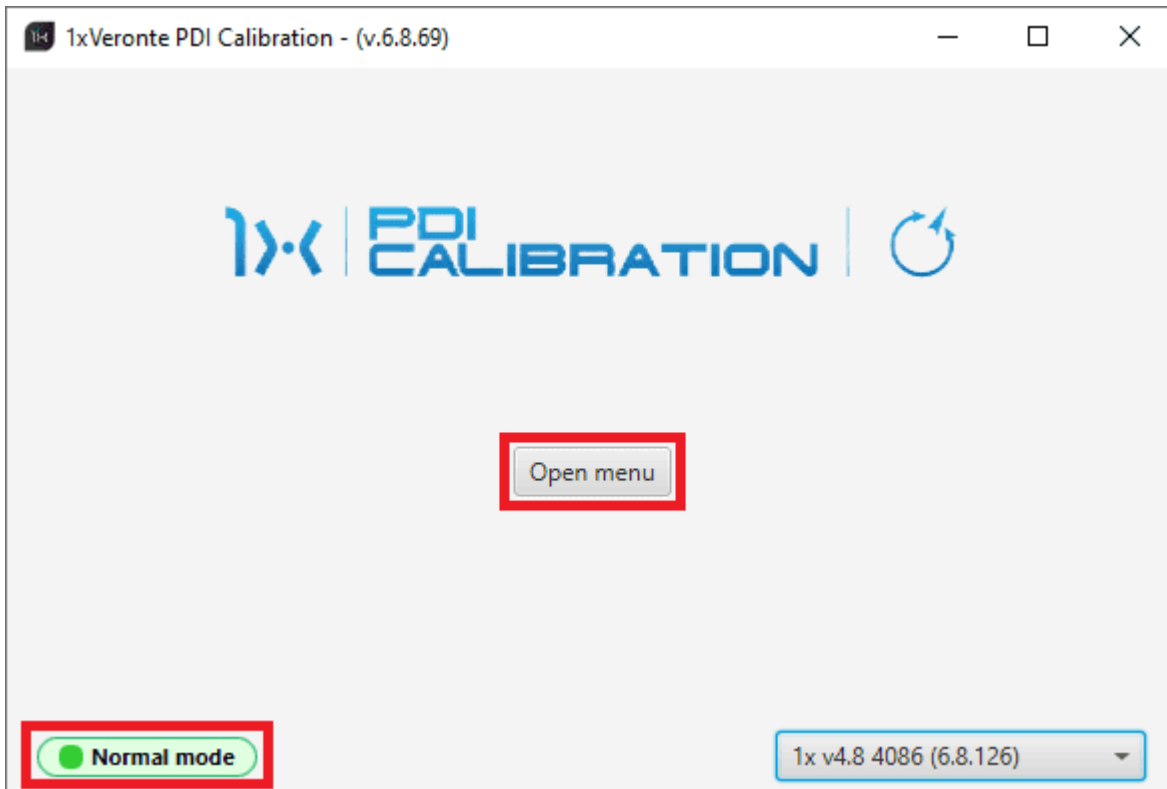 1xVeronte PDI Calibration - (v.6.8.69)
1x PDI
CALIBRATION
Open menu
Normal mode
1x v4.8 4086 (6.8.126)